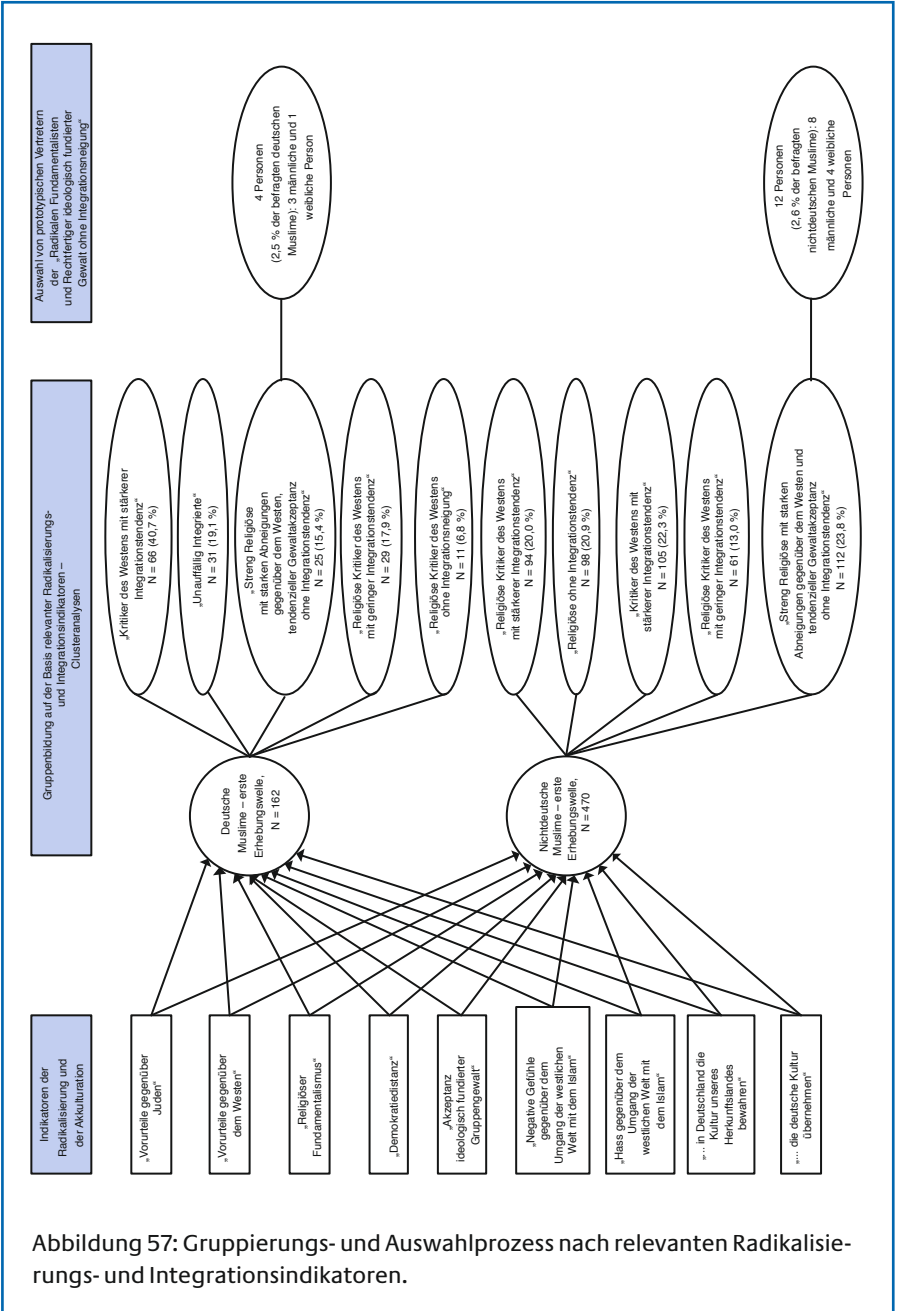 Indikatoren der
Radikalisierung und
der Akkulturation
„Vorurteile gegenüber
Juden“
„Vorurteile gegenüber
dem Westen“
„Religiöser
Fundamentalismus“
„Demokratiedistanz“
„Akzeptanz
ideologisch fundierter
Gruppengewalt“
„Negative Gefühle
gegenüber dem
Umgang der westlichen
Welt mit dem Islam“
„Hass gegenüber dem
Umgang der
westlichen Welt mit
dem Islam“
„... in Deutschland die
Kultur unseres
Herkunftslandes
bewahren“
„... die deutsche Kultur
übernehmen“
Gruppenbildung auf der Basis relevanter Radikalisierungs-
und Integrationsindikatoren –
Clusteranalysen
Deutsche
Muslime – erste
Erhebungswelle,
N = 162
Nichtdeutsche
Muslime – erste
Erhebungswelle,
N = 470
„Kritiker des Westens mit stärkerer
Integrationstendenz“
N = 66 (40,7 %)
„Unauffällig Integrierte“
N = 31 (19,1 %)
„Streng Religiöse
mit starken Abneigungen
gegenüber dem Westen,
tendenzieller Gewaltakzeptanz
ohne Integrationstendenz“
N = 25 (15,4 %)
„Religiöse Kritiker des Westens
mit geringer Integrationstendenz“
N = 29 (17,9 %)
„Religiöse Kritiker des Westens
ohne Integrationsneigung“
N = 11 (6,8 %)
„Religiöse Kritiker des Westens
mit stärkerer Integrationstendenz“
N = 94 (20,0 %)
„Religiöse ohne Integrationstendenz“
N = 98 (20,9 %)
„Kritiker des Westens mit
stärkerer Integrationstendenz“
N = 105 (22,3 %)
„Religiöse Kritiker des Westens
mit geringer Integrationstendenz“
N = 61 (13,0 %)
„Streng Religiöse mit starken
Abneigungen gegenüber dem Westen und
tendenzieller Gewaltakzeptanz
ohne Integrationstendenz“
N = 112 (23,8 %)
Auswahl von prototypischen Vertretern
der „Radikalen Fundamentalisten
und Rechtfertiger ideologisch fundierter
Gewalt ohne Integrationsneigung“
4 Personen
(2,5 % der befragten deutschen
Muslime): 3 männliche und 1
weibliche Person
12 Personen
(2,6 % der befragten
nichtdeutschen Muslime): 8
männliche und 4 weibliche
Personen
Abbildung 57: Gruppierungs- und Auswahlprozess nach relevanten Radikalisie-
rungs- und Integrationsindikatoren.